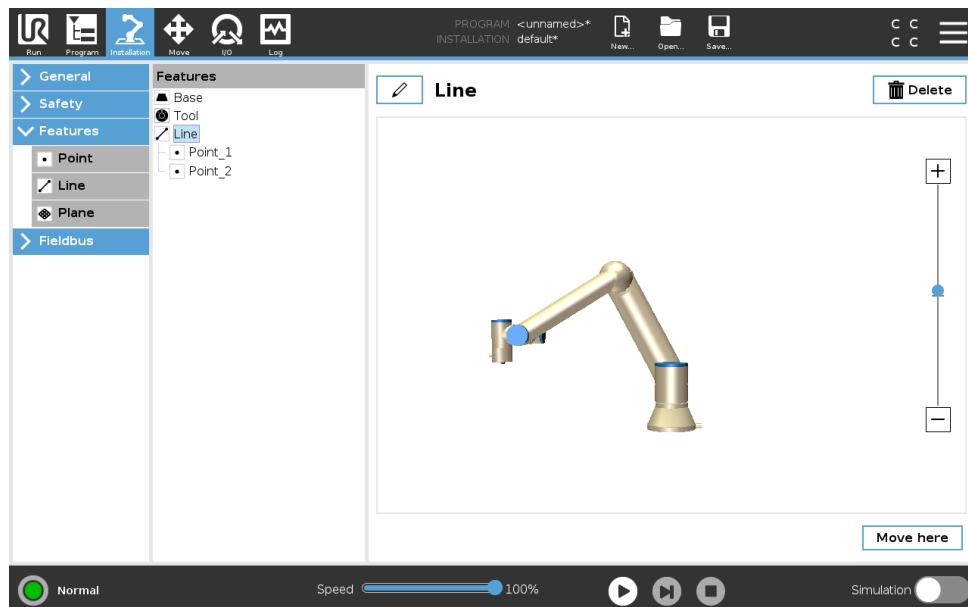 PROGRAM <unnamed>*
INSTALLATION default*
UR
Run Program Installation Move I/O Log
New... Open... Save...
C C
C C
General
Safety
Features
Point
Line
Plane
Fieldbus
Features
Base
Tool
Line
Point_1
Point_2
Line
Delete
Move here
Normal
Speed 100%
Simulation